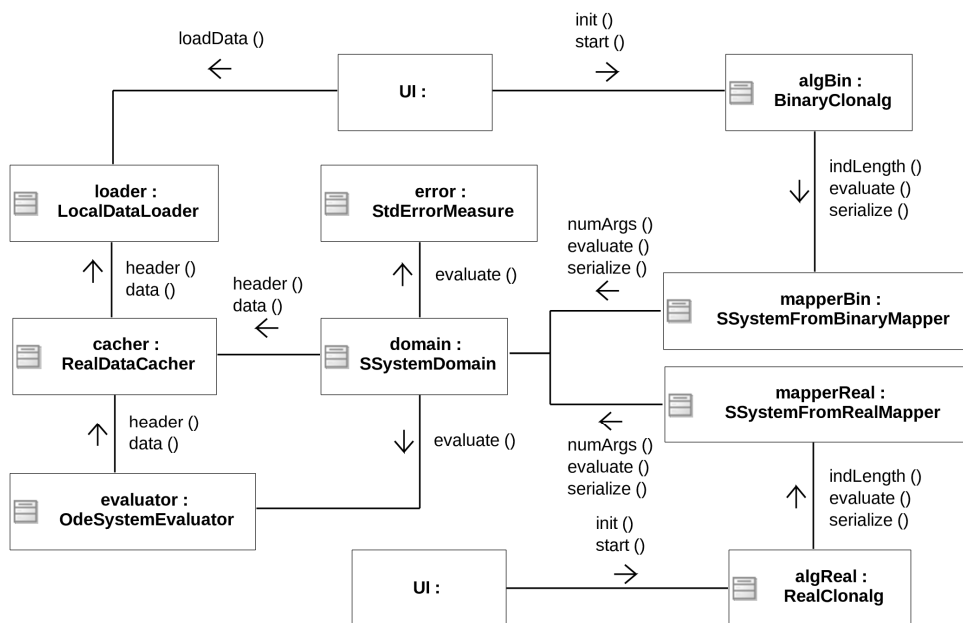 init ()
start ()
loadData ()
UI :
algBin :
BinaryClonalg
loader :
LocalDataLoader
error :
StdErrorMeasure
indLength ()
evaluate ()
serialize ()
numArgs ()
evaluate ()
serialize ()
header ()
data ()
header ()
data ()
evaluate ()
mapperBin :
SSystemFromBinaryMapper
cacher :
RealDataCacher
domain :
SSystemDomain
mapperReal :
SSystemFromRealMapper
header ()
data ()
evaluate ()
numArgs ()
evaluate ()
serialize ()
indLength ()
evaluate ()
serialize ()
evaluator :
OdeSystemEvaluator
init ()
start ()
UI :
algReal :
RealClonalg